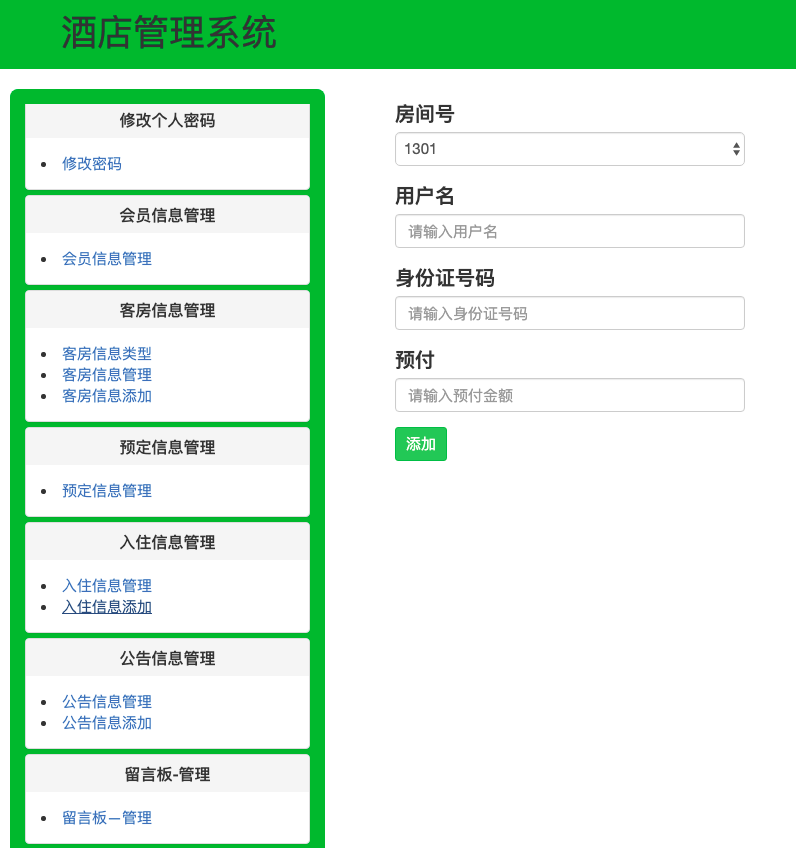 酒店管理系统
修改个人密码
修改密码
会员信息管理
会员信息管理
客房信息管理
客房信息类型
客房信息管理
客房信息添加
预定信息管理
预定信息管理
入住信息管理
入住信息管理
入住信息添加
公告信息管理
公告信息管理
公告信息添加
留言板-管理
留言板—管理
房间号
1301
用户名
请输入用户名
身份证号码
请输入身份证号码
预付
请输入预付金额
添加